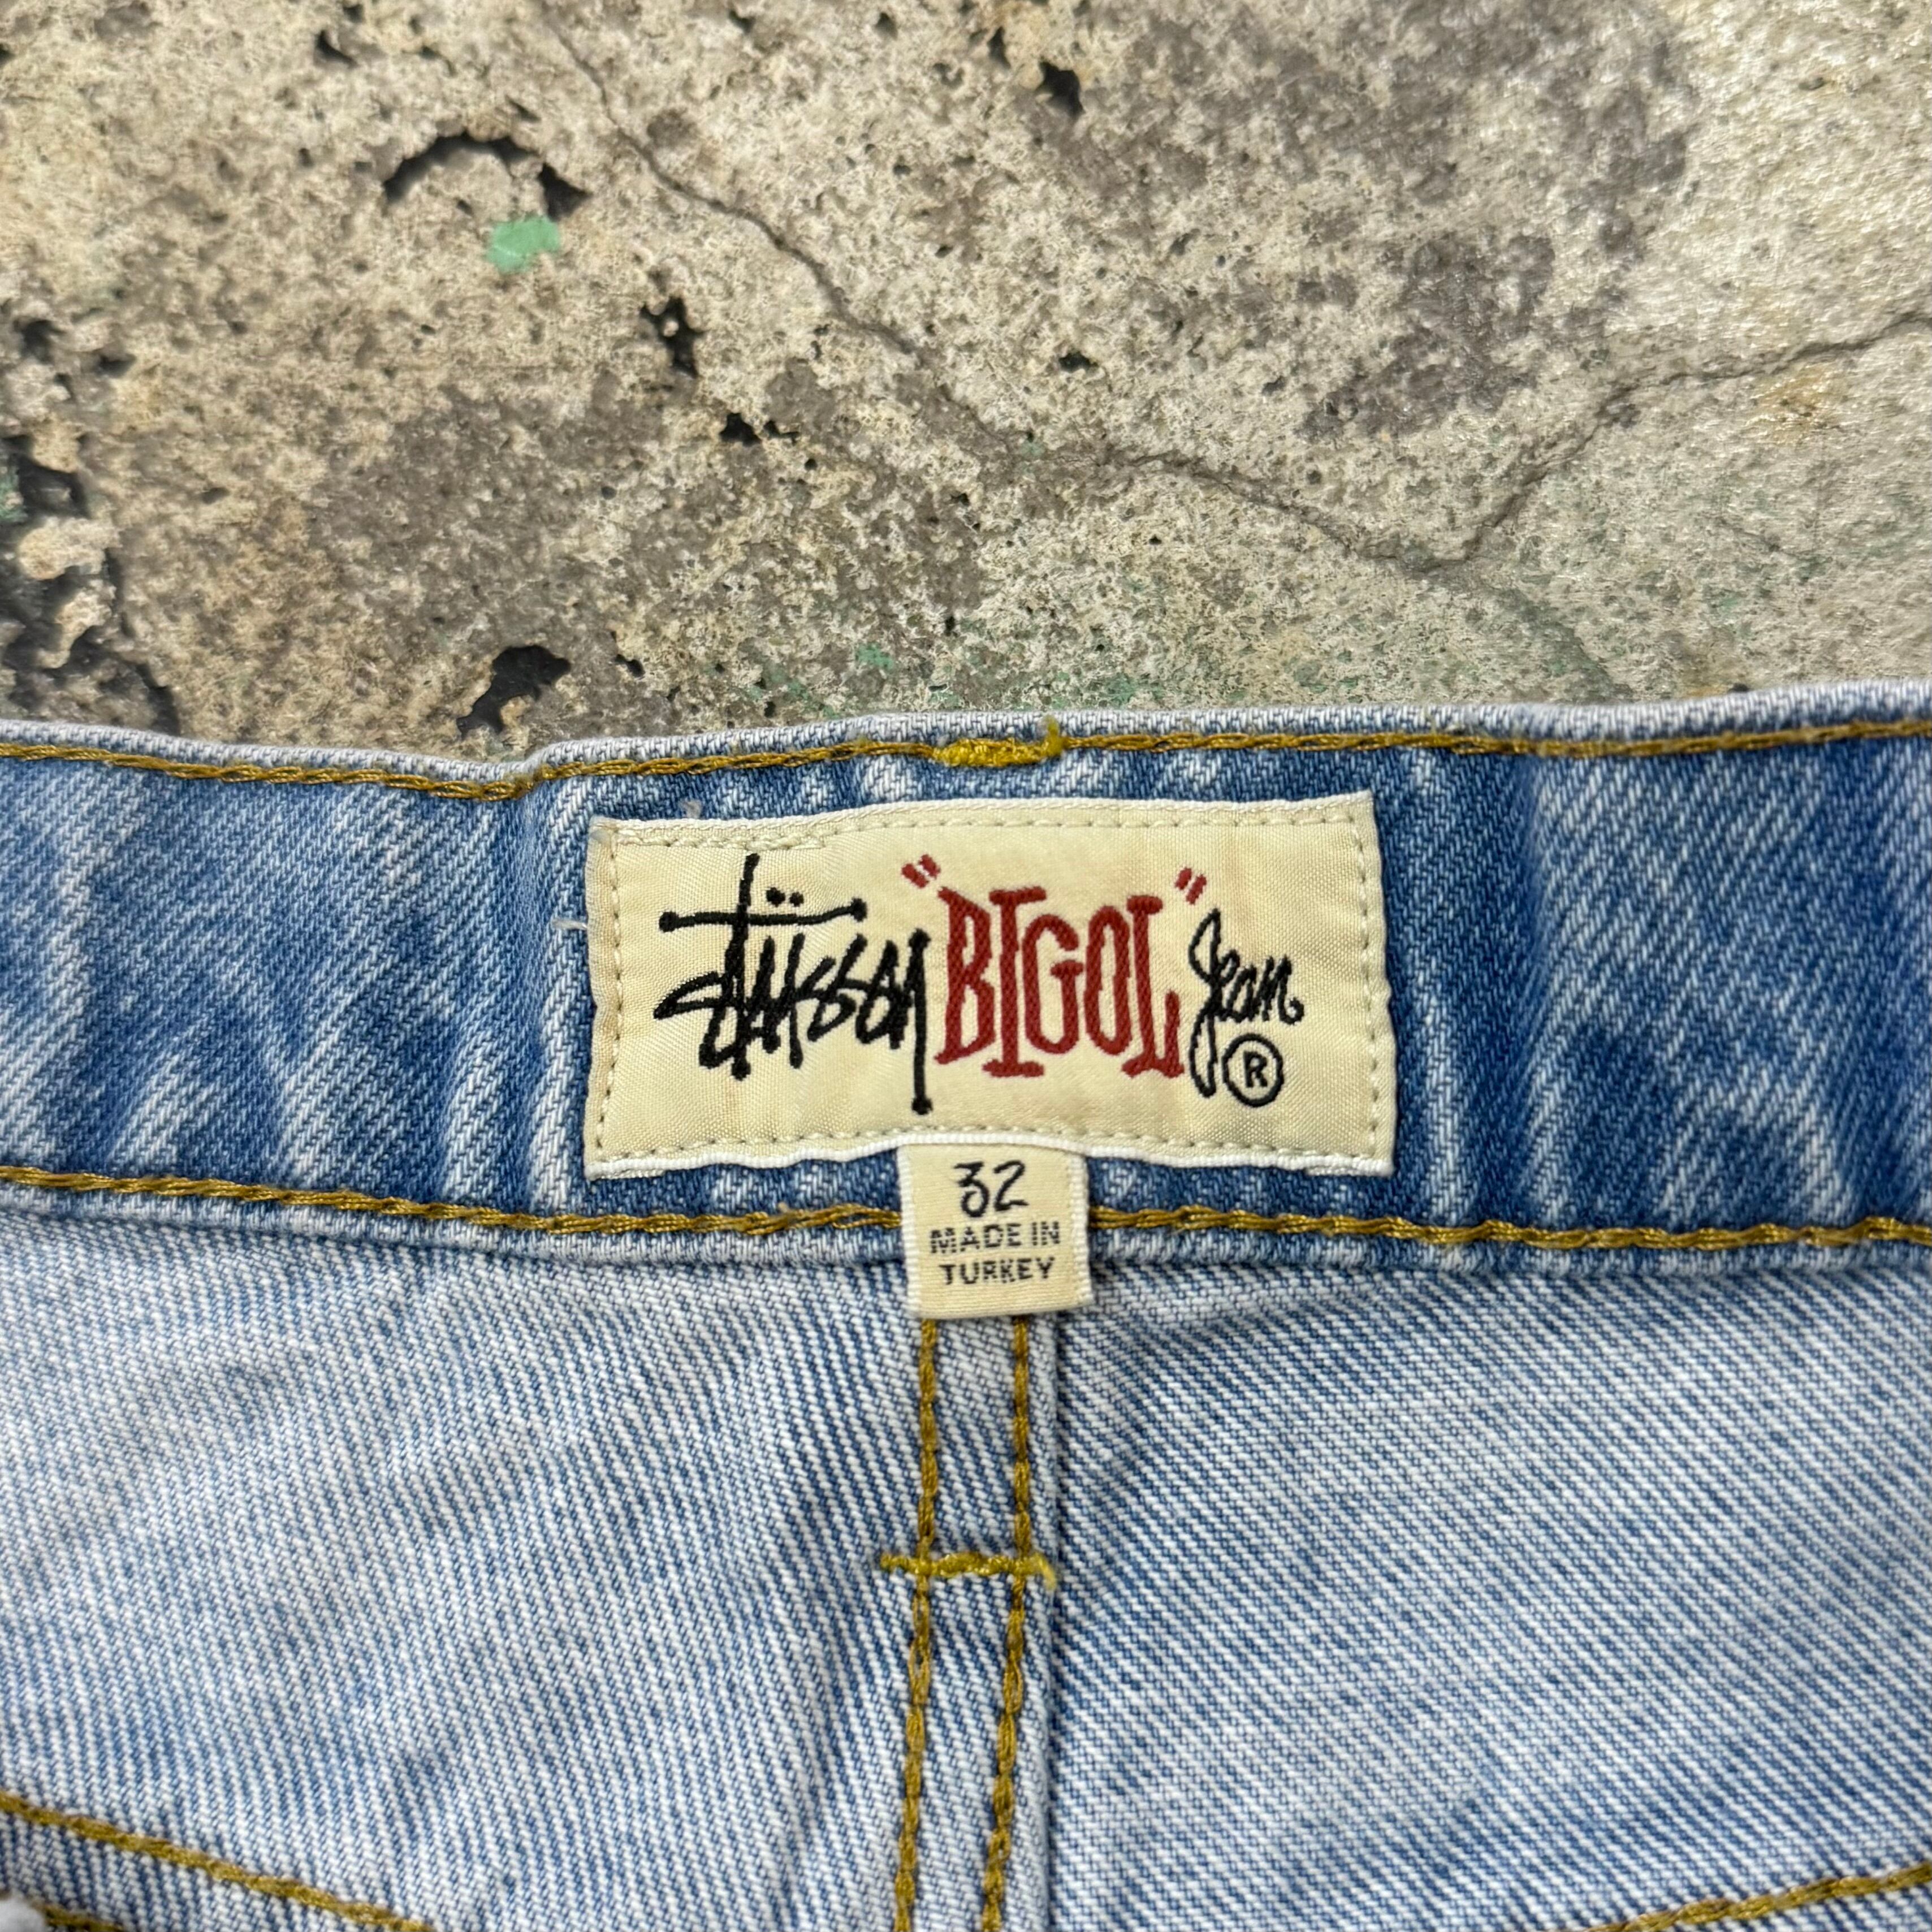 Stüssy "BIGOL" Jean ®
32
MADE IN
TURKEY